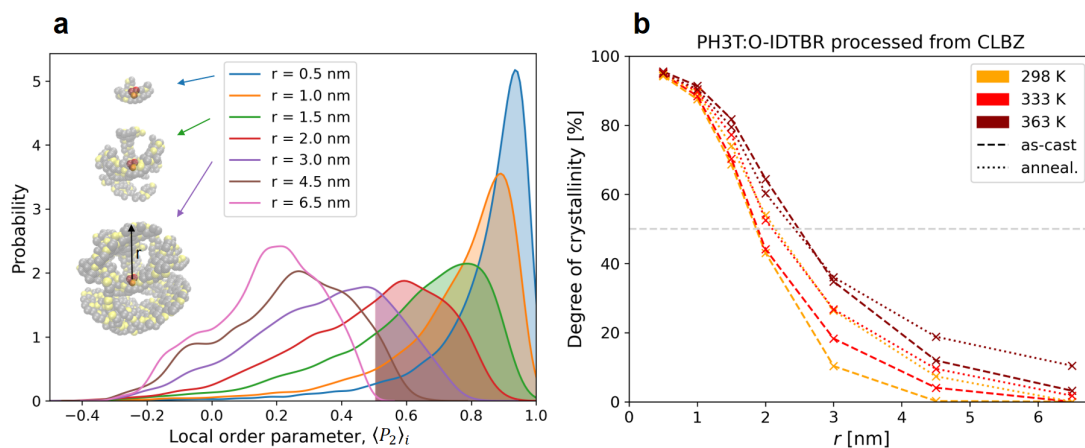 a
Probability
5
4
3
2
1
0
r = 0.5 nm
r = 1.0 nm
r = 1.5 nm
r = 2.0 nm
r = 3.0 nm
r = 4.5 nm
r = 6.5 nm
r
−0.4 −0.2 0.0 0.2 0.4 0.6 0.8 1.0
Local order parameter, ⟨P₂⟩ᵢ
b
PH3T:O-IDTBR processed from CLBZ
Degree of crystallinity [%]
100
80
60
40
20
0
298 K
333 K
363 K
as-cast
anneal.
0 1 2 3 4 5 6
r [nm]